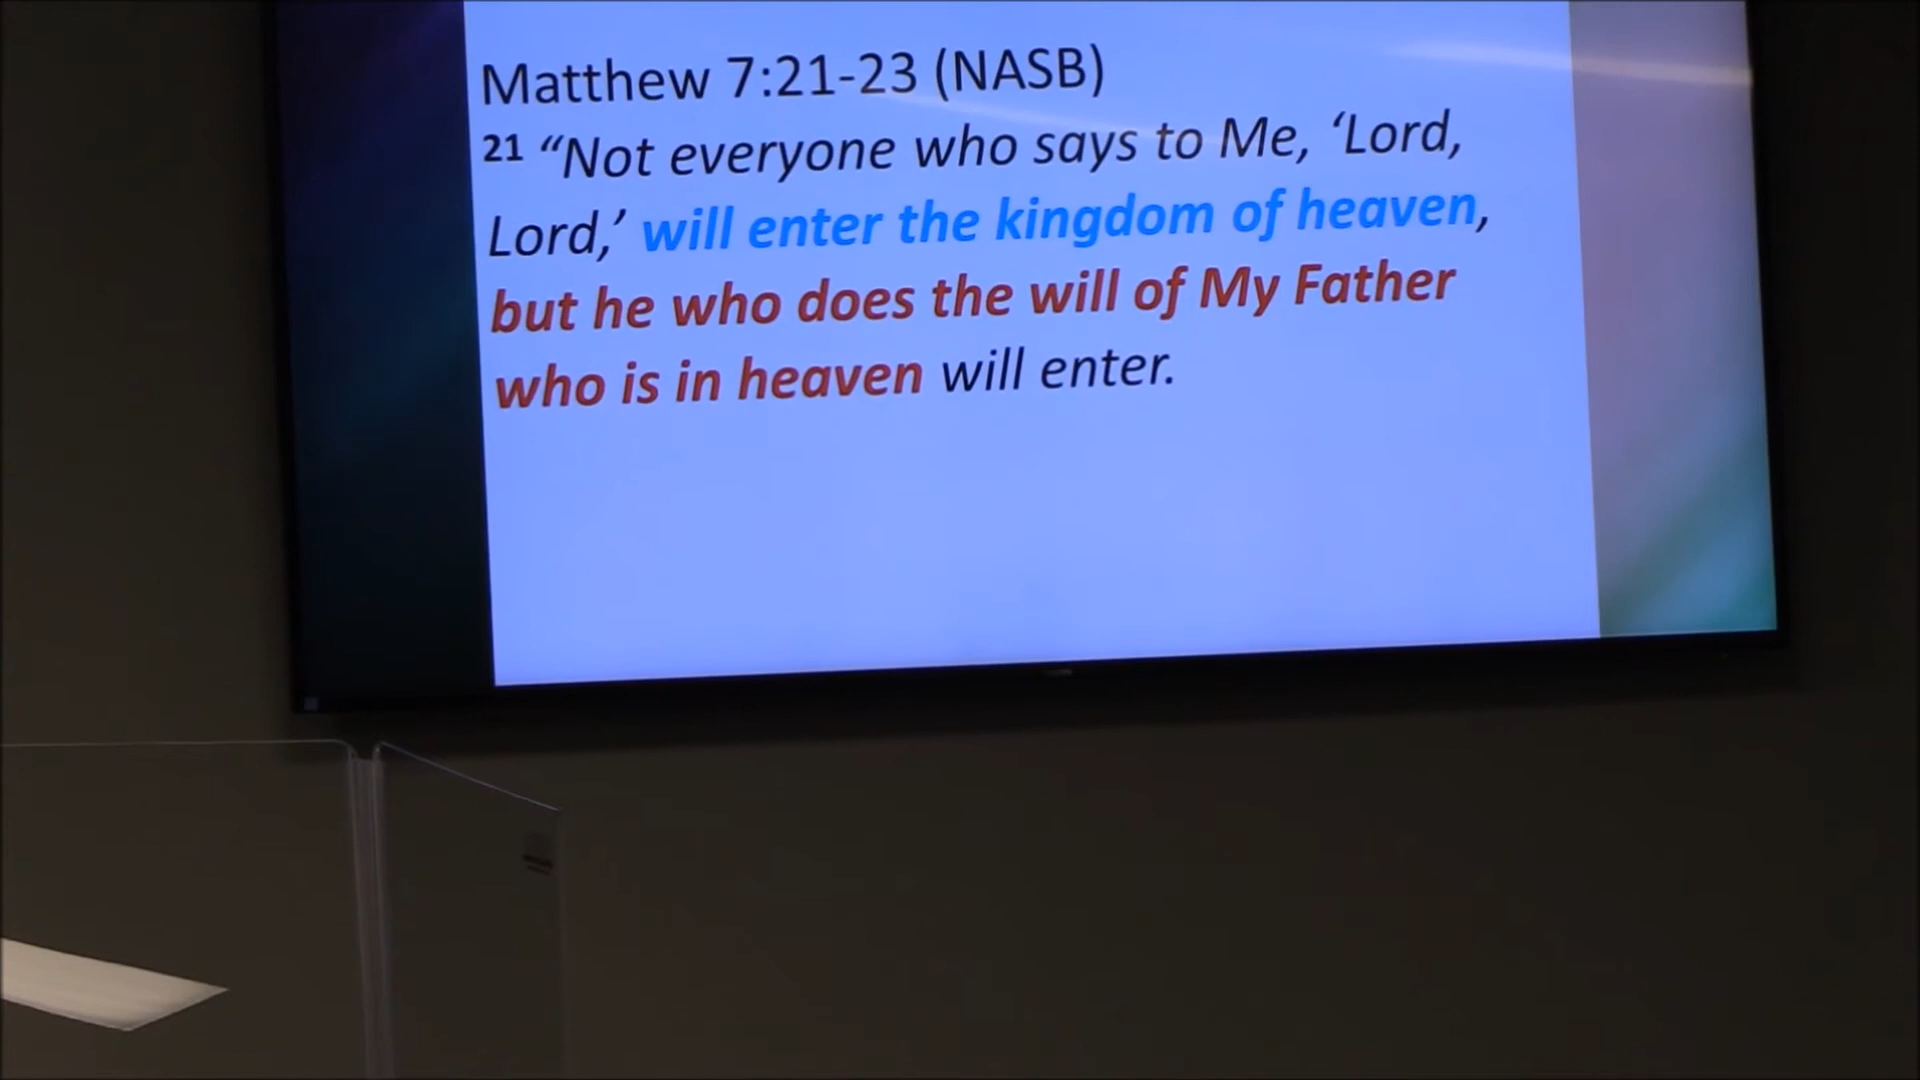 Matthew 7:21-23 (NASB)
21 “Not everyone who says to Me, ‘Lord,
Lord,’ will enter the kingdom of heaven,
but he who does the will of My Father
who is in heaven will enter.